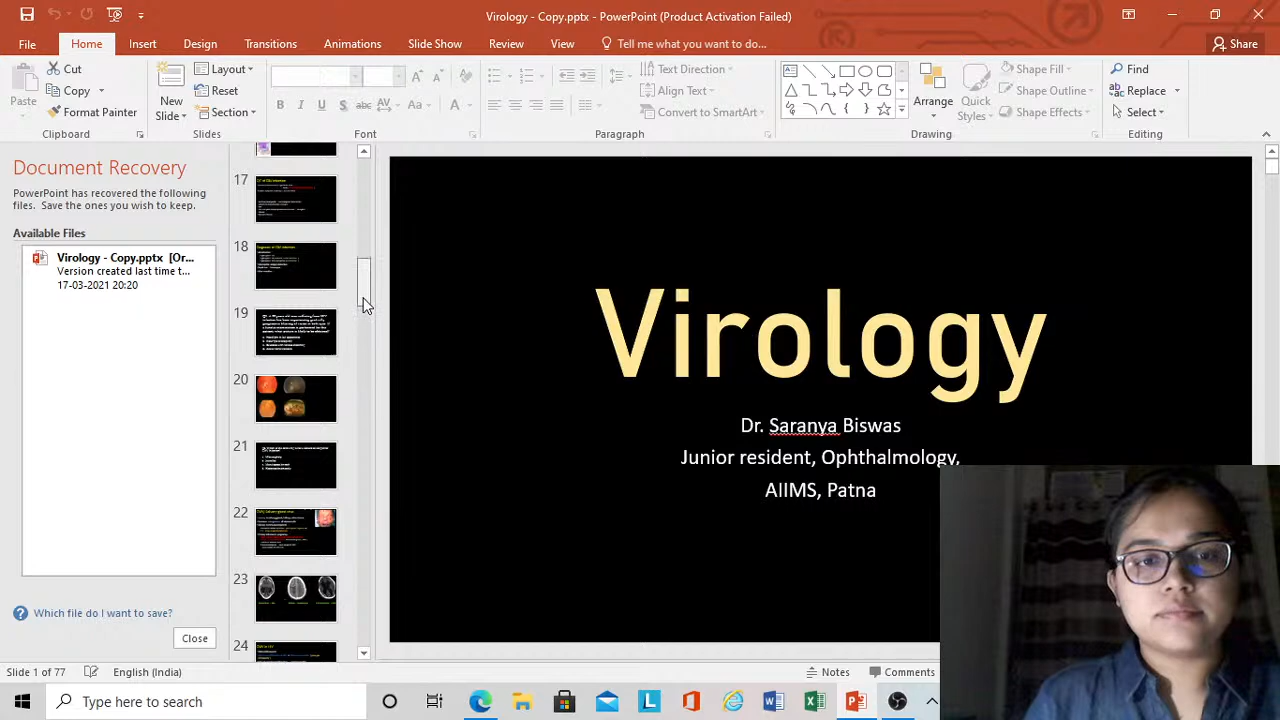 Virology - Copy.pptx - PowerPoint (Product Activation Failed)
File Home Insert Design Transitions Animations Slide Show Review View Tell me what you want to do... Share
Paste
Cut
Copy
Format Painter
Clipboard
New Slide
Layout
Reset
Section
Slides
Font
Paragraph
Text Direction
Align Text
Convert to SmartArt
Arrange
Quick Styles
Shape Fill
Shape Outline
Shape Effects
Drawing
Find
Replace
Select
Editing
Document Recovery
PowerPoint has recovered the following
files. Save the ones you wish to keep.
Available Files
Virology - Copy.pptx [Or...
Version created last time t...
17-03-2021 20:20
Which file do I want to save?
Close
17
18
19
20
21
22
23
24
Virology
Dr. Saranya Biswas
Junior resident, Ophthalmology,
AIIMS, Patna
Slide 1 of 77 English (India) Notes Comments
Type here to search